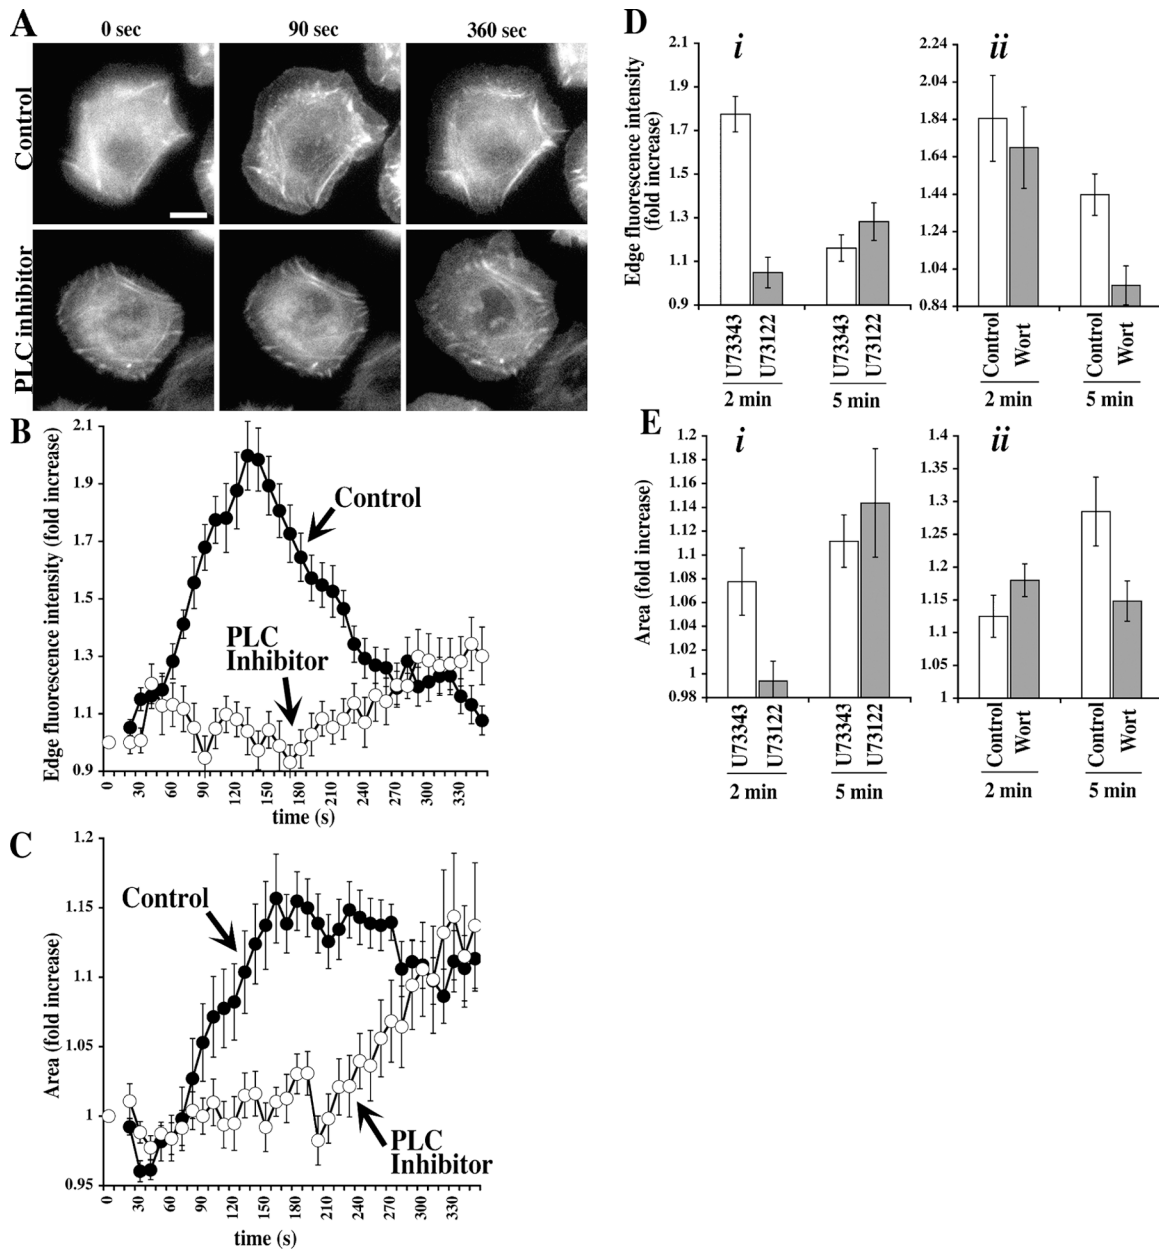 A
0 sec
90 sec
360 sec
Control
PLC inhibitor
B
Edge fluorescence intensity (fold increase)
2.1
1.9
1.7
1.5
1.3
1.1
0.9
Control
PLC
Inhibitor
0
30
60
90
120
150
180
210
240
270
300
330
time (s)
C
Area (fold increase)
1.2
1.15
1.10
1.05
1
0.95
Control
PLC
Inhibitor
0
30
60
90
120
150
180
210
240
270
300
330
time (s)
D
i
Edge fluorescence intensity
(fold increase)
2.1
1.9
1.7
1.5
1.3
1.1
0.9
U73343
U73122
U73343
U73122
2 min
5 min
ii
2.24
2.04
1.84
1.64
1.44
1.24
1.04
0.84
Control
Wort
Control
Wort
2 min
5 min
E
i
Area (fold increase)
1.2
1.18
1.16
1.14
1.12
1.1
1.08
1.06
1.04
1.02
1
0.98
U73343
U73122
U73343
U73122
2 min
5 min
ii
1.4
1.35
1.3
1.25
1.2
1.15
1.1
1.05
1
Control
Wort
Control
Wort
2 min
5 min